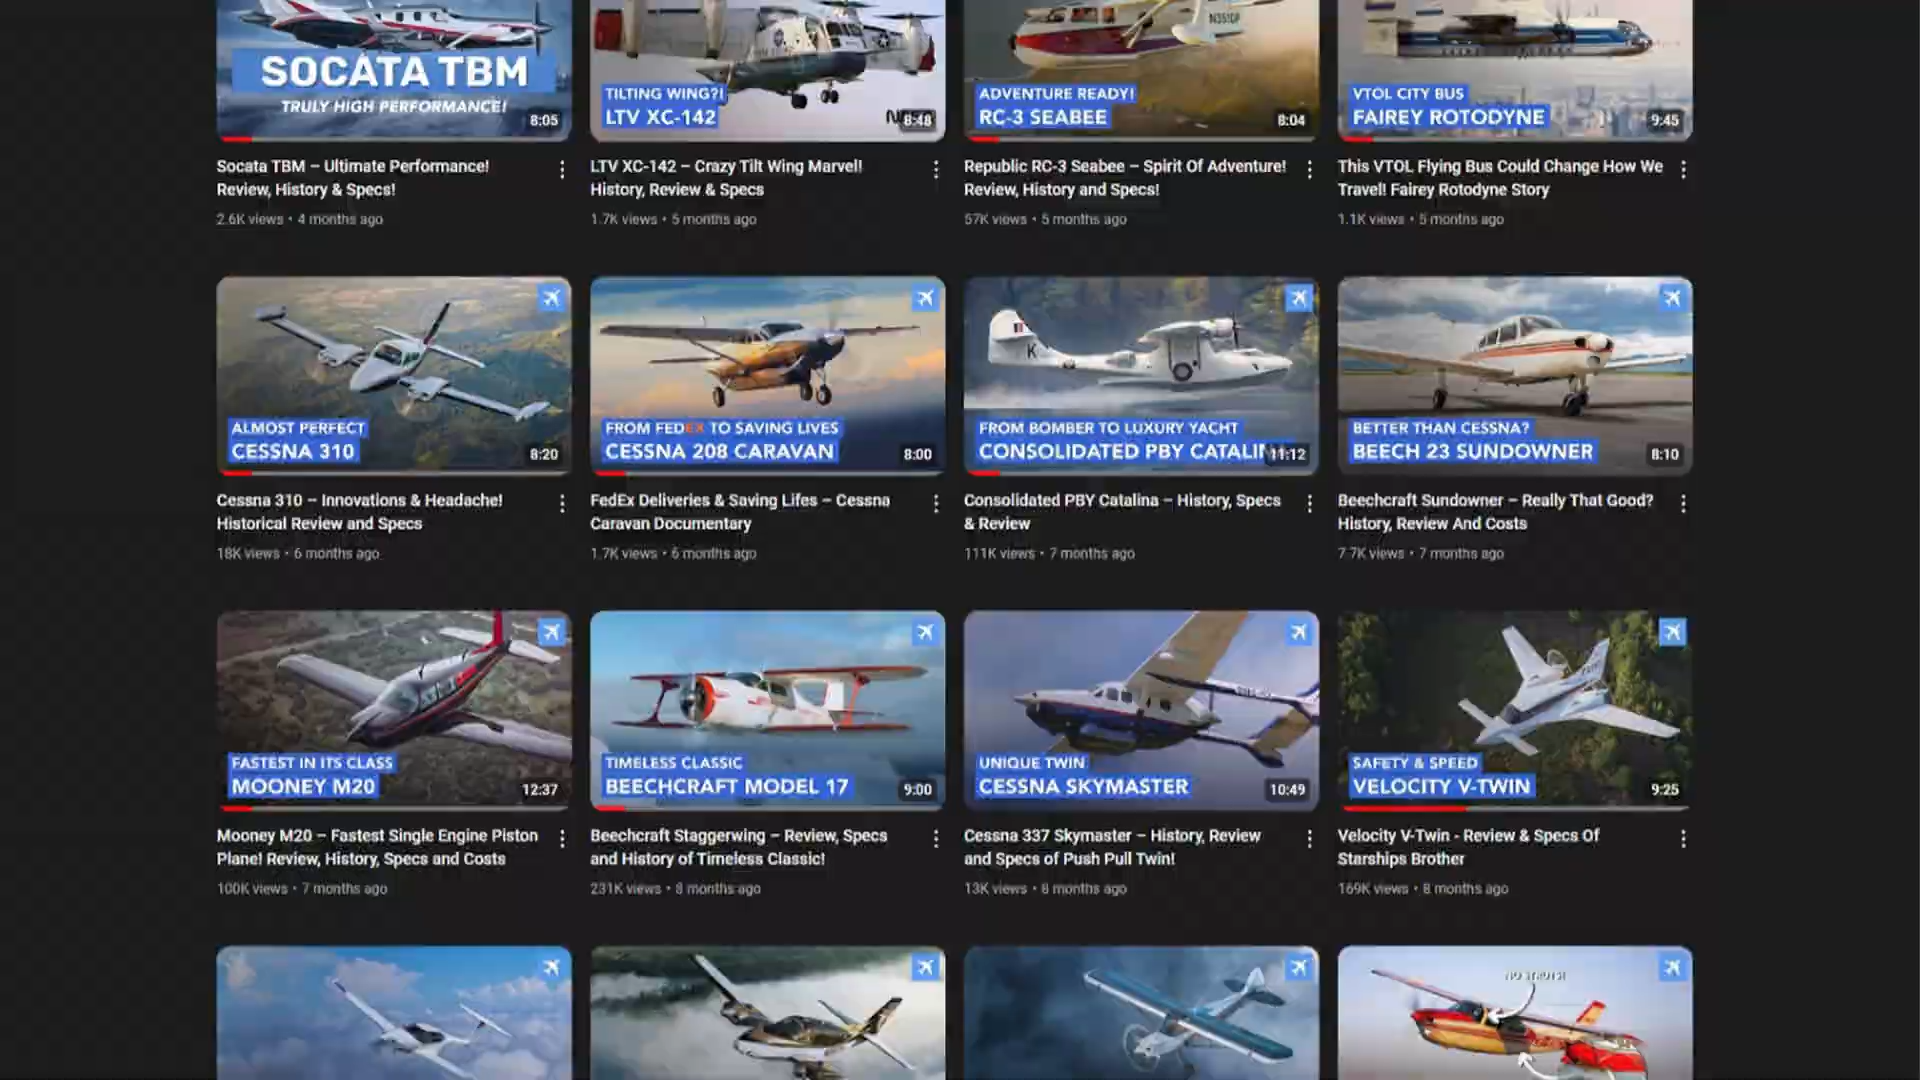 SOCATA TBM
TRULY HIGH PERFORMANCE!
8:05
TILTING WING?!
LTV XC-142
8:48
N351DP
ADVENTURE READY!
RC-3 SEABEE
8:04
VTOL CITY BUS
FAIREY ROTODYNE
9:45
Socata TBM – Ultimate Performance!
Review, History & Specs!
2.6K views • 4 months ago
LTV XC-142 – Crazy Tilt Wing Marvel!
History, Review & Specs
1.7K views • 5 months ago
Republic RC-3 Seabee – Spirit Of Adventure!
Review, History and Specs!
57K views • 5 months ago
This VTOL Flying Bus Could Change How We
Travel! Fairey Rotodyne Story
1.1K views • 5 months ago
ALMOST PERFECT
CESSNA 310
8:20
FROM FEDEX TO SAVING LIVES
CESSNA 208 CARAVAN
8:00
K
FROM BOMBER TO LUXURY YACHT
CONSOLIDATED PBY CATALIN
11:12
BETTER THAN CESSNA?
BEECH 23 SUNDOWNER
8:10
Cessna 310 – Innovations & Headache!
Historical Review and Specs
18K views • 6 months ago
FedEx Deliveries & Saving Lifes – Cessna
Caravan Documentary
1.7K views • 6 months ago
Consolidated PBY Catalina – History, Specs
& Review
111K views • 7 months ago
Beechcraft Sundowner – Really That Good?
History, Review And Costs
7.7K views • 7 months ago
FASTEST IN ITS CLASS
MOONEY M20
12:37
TIMELESS CLASSIC
BEECHCRAFT MODEL 17
9:00
UNIQUE TWIN
CESSNA SKYMASTER
10:49
SAFETY & SPEED
VELOCITY V-TWIN
9:25
Mooney M20 – Fastest Single Engine Piston
Plane! Review, History, Specs and Costs
100K views • 7 months ago
Beechcraft Staggerwing – Review, Specs
and History of Timeless Classic!
231K views • 8 months ago
Cessna 337 Skymaster – History, Review
and Specs of Push Pull Twin!
13K views • 8 months ago
Velocity V-Twin - Review & Specs Of
Starships Brother
169K views • 8 months ago
NO STRUTS!